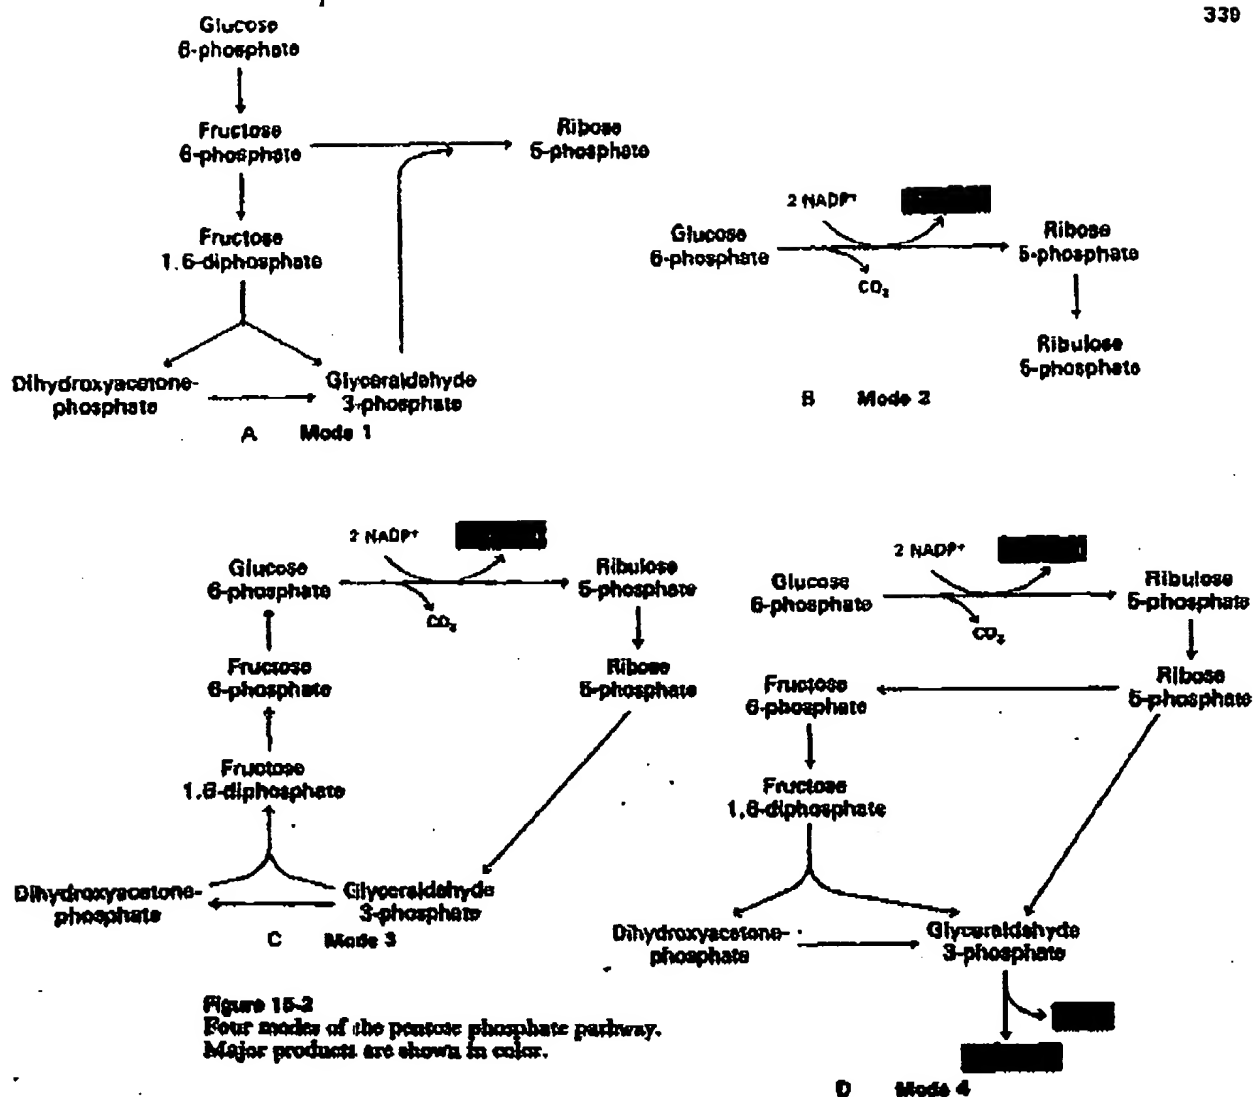 339
Glucose
6-phosphate
Fructose
6-phosphate
Ribose
5-phosphate
Fructose
1,6-diphosphate
Dihydroxyacetone-
phosphate
Glyceraldehyde
3-phosphate
A Mode 1
2 NADP⁺
Glucose
6-phosphate
CO₂
Ribose
5-phosphate
Ribulose
5-phosphate
B Mode 2
2 NADP⁺
Glucose
6-phosphate
CO₂
Ribulose
5-phosphate
Fructose
6-phosphate
Ribose
5-phosphate
Fructose
1,6-diphosphate
Dihydroxyacetone-
phosphate
Glyceraldehyde
3-phosphate
C Mode 3
2 NADP⁺
Glucose
6-phosphate
CO₂
Ribulose
5-phosphate
Fructose
6-phosphate
Ribose
5-phosphate
Fructose
1,6-diphosphate
Dihydroxyacetone-
phosphate
Glyceraldehyde
3-phosphate
D Mode 4
Figure 15-2
Four modes of the pentose phosphate pathway.
Major products are shown in color.